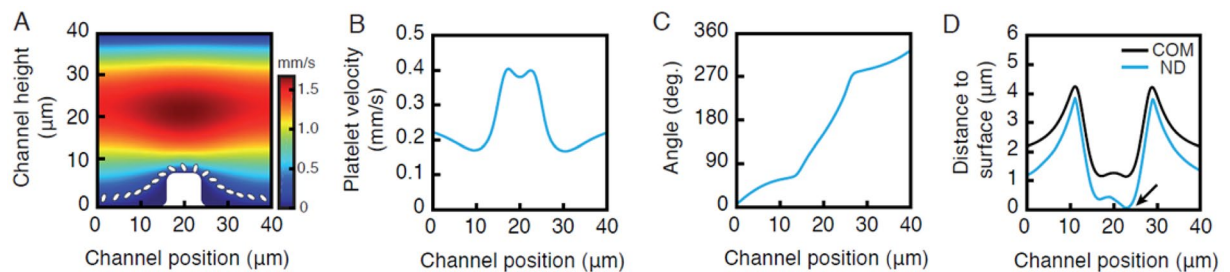 A
Channel height
(µm)
40
30
20
10
0
0 10 20 30 40
Channel position (µm)
mm/s
1.5
1.0
0.5
0
B
Platelet velocity
(mm/s)
0.5
0.4
0.3
0.2
0.1
0
0 10 20 30 40
Channel position (µm)
C
Angle (deg.)
360
270
180
90
0
0 10 20 30 40
Channel position (µm)
D
Distance to
surface (µm)
6
5
4
3
2
1
0
COM
ND
0 10 20 30 40
Channel position (µm)